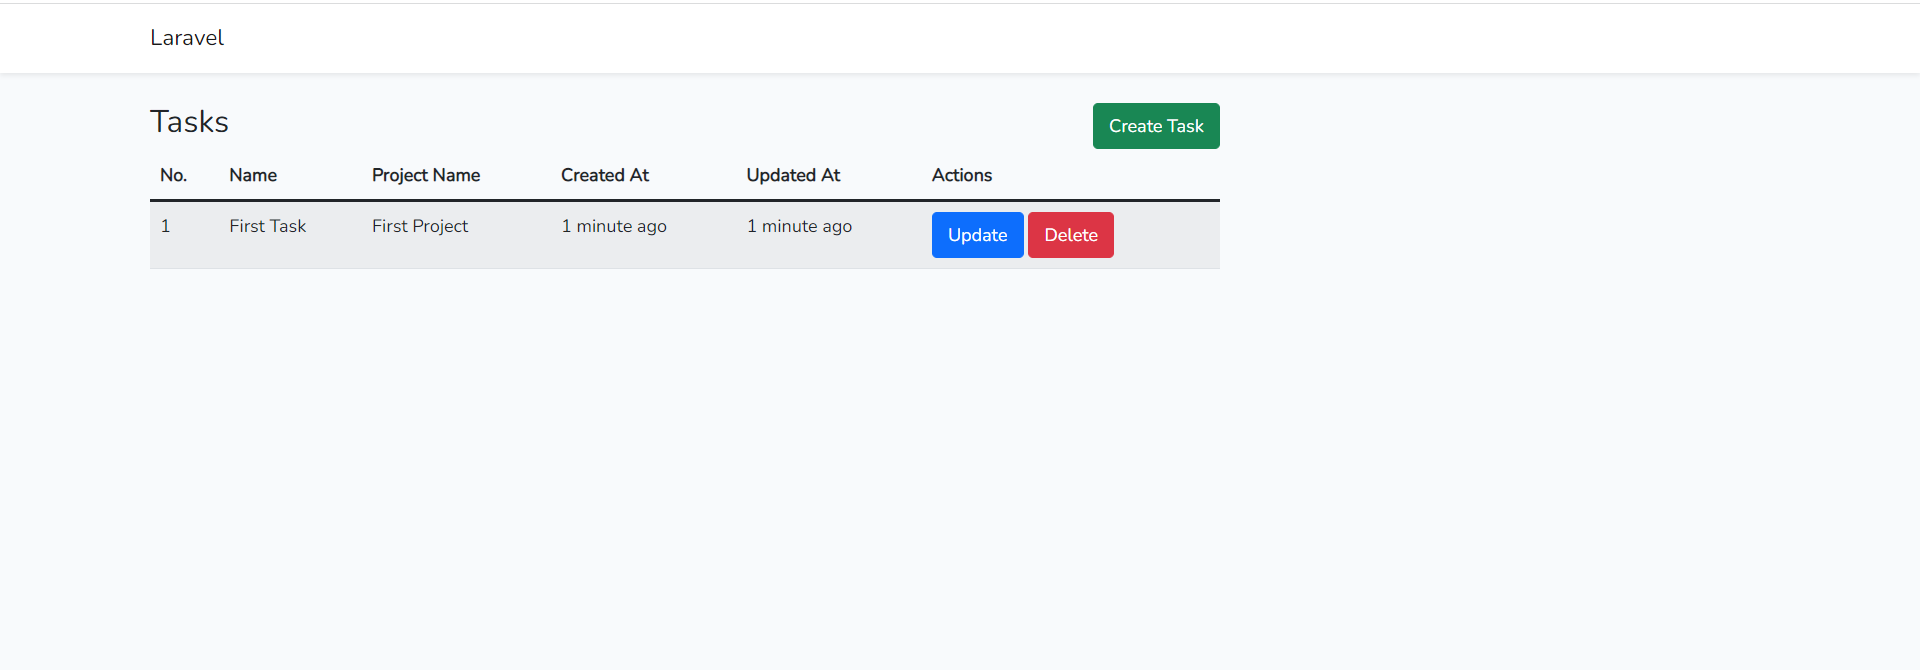 Laravel
Tasks
Create Task
No. Name Project Name Created At Updated At Actions
1 First Task First Project 1 minute ago 1 minute ago Update Delete